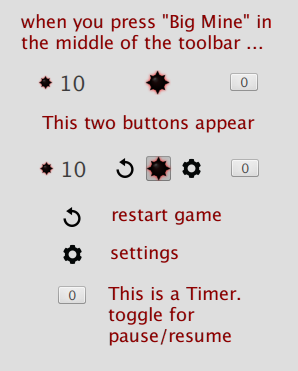 when you press "Big Mine" in
the middle of the toolbar ...
10
0
This two buttons appear
10
0
restart game
settings
0
This is a Timer.
toggle for
pause/resume